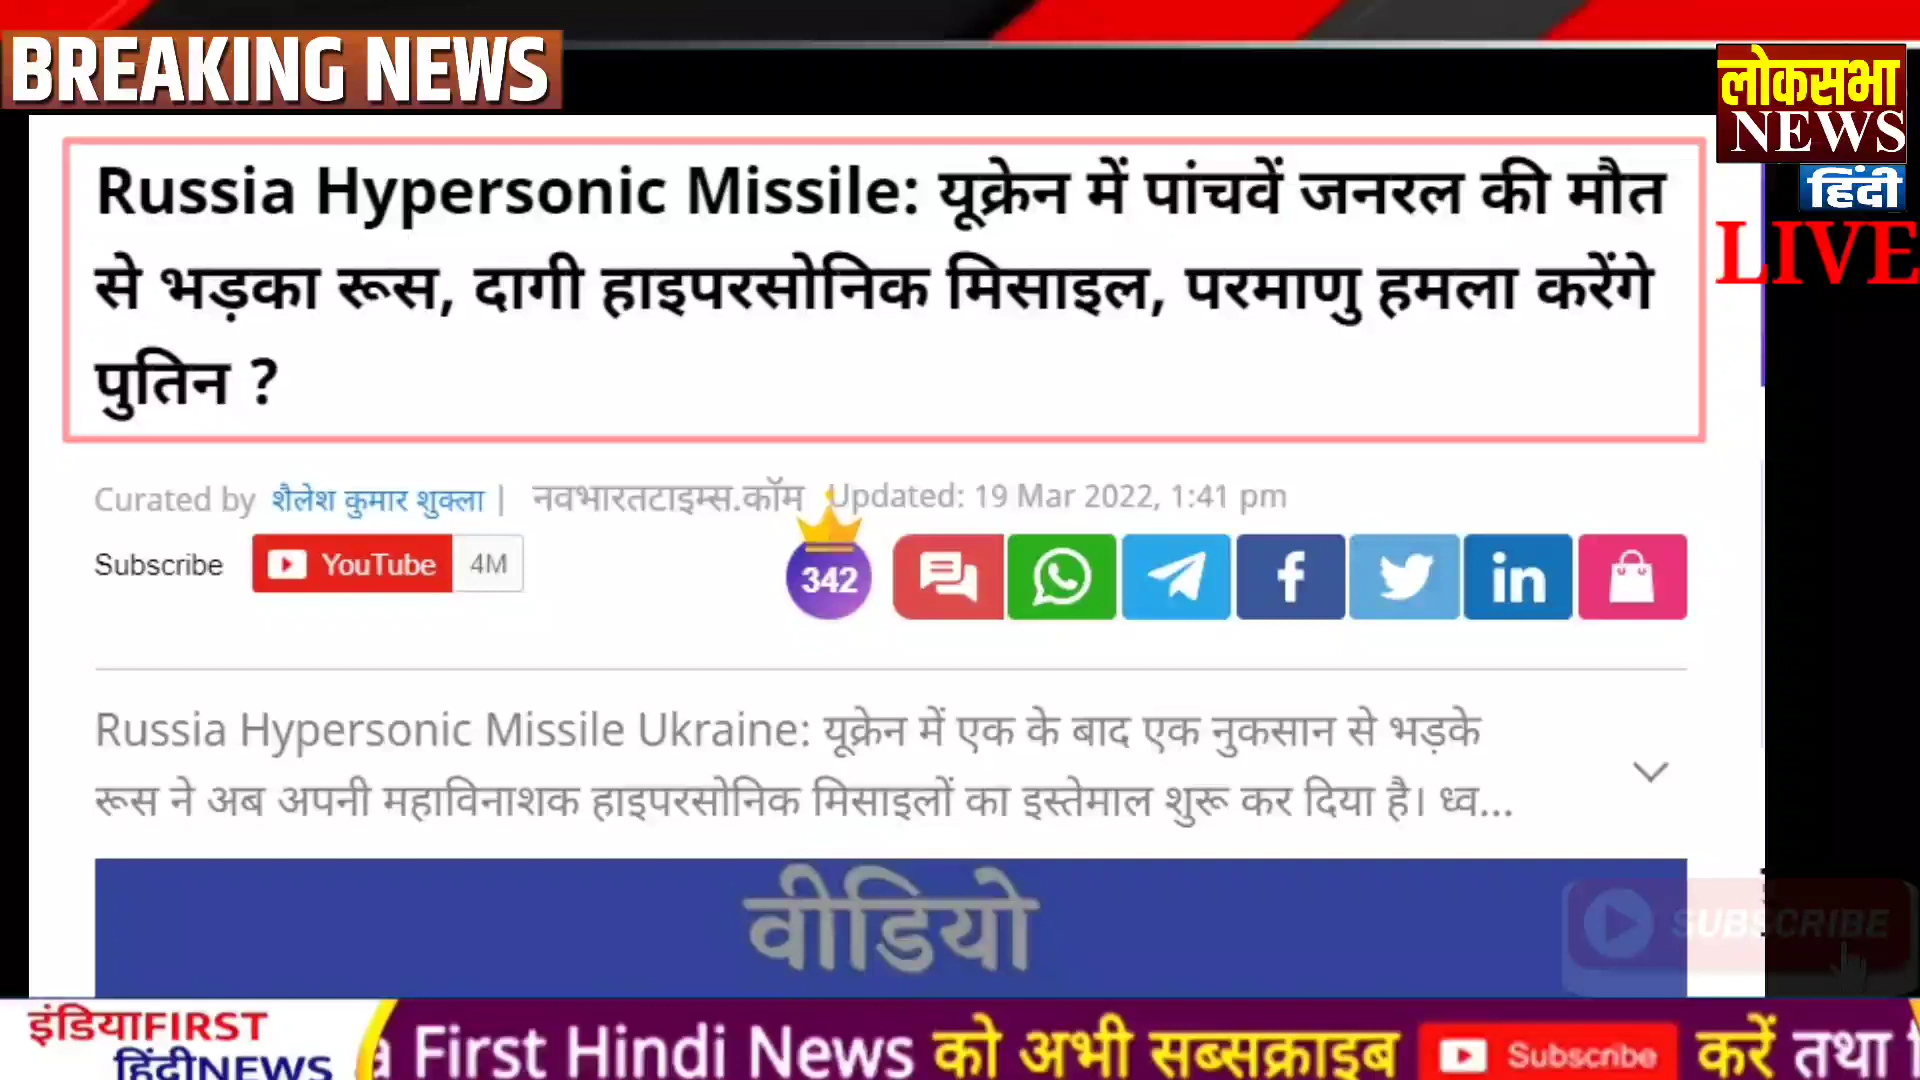 BREAKING NEWS
लोकसभा
NEWS
हिंदी
LIVE
Russia Hypersonic Missile: यूक्रेन में पांचवें जनरल की मौत
से भड़का रूस, दागी हाइपरसोनिक मिसाइल, परमाणु हमला करेंगे
पुतिन ?
Curated by शैलेश कुमार शुक्ला | नवभारतटाइम्स.कॉम Updated: 19 Mar 2022, 1:41 pm
Subscribe YouTube 4M 342
Russia Hypersonic Missile Ukraine: यूक्रेन में एक के बाद एक नुकसान से भड़के
रूस ने अब अपनी महाविनाशक हाइपरसोनिक मिसाइलों का इस्तेमाल शुरू कर दिया है। ध्व...
वीडियो
SUBSCRIBE
इंडियाFIRST
हिंदीNEWS
a First Hindi News को अभी सब्सक्राइब Subscribe करें तथा